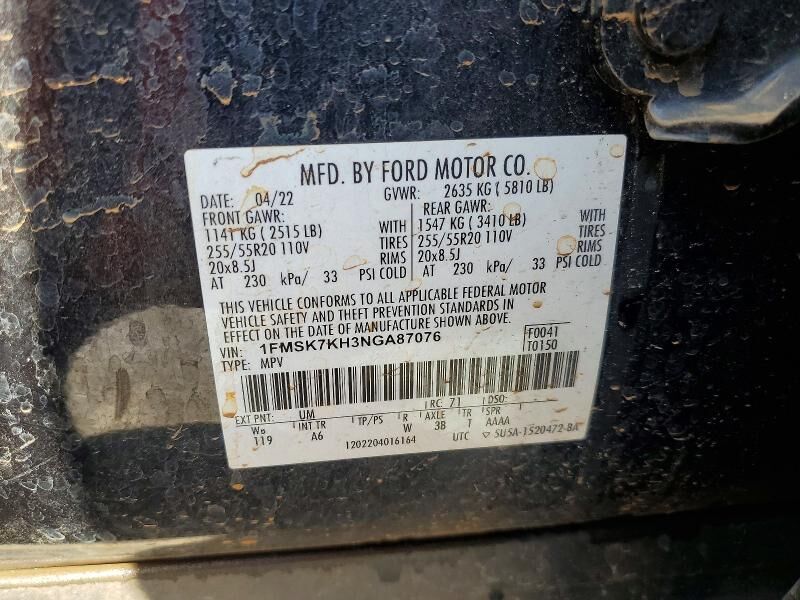 MFD. BY FORD MOTOR CO.
DATE: 04/22 GVWR: 2635 KG ( 5810 LB)
FRONT GAWR: REAR GAWR:
1141 KG ( 2515 LB) WITH 1547 KG ( 3410 LB) WITH
255/55R20 110V TIRES 255/55R20 110V TIRES
20x8.5J RIMS 20x8.5J RIMS
AT 230 kPa/ 33 PSI COLD AT 230 kPa/ 33 PSI COLD
THIS VEHICLE CONFORMS TO ALL APPLICABLE FEDERAL MOTOR
VEHICLE SAFETY AND THEFT PREVENTION STANDARDS IN
EFFECT ON THE DATE OF MANUFACTURE SHOWN ABOVE.
VIN: 1FMSK7KH3NGA87076 F0041
TYPE: MPV T0150
EXT PNT: UM RC: 71 DSO:
WB INT TR TP/PS R AXLE TR SPR
119 A6 W 3B T AAAA
1202204016164 UTC ▽ 5U5A-1520472-BA